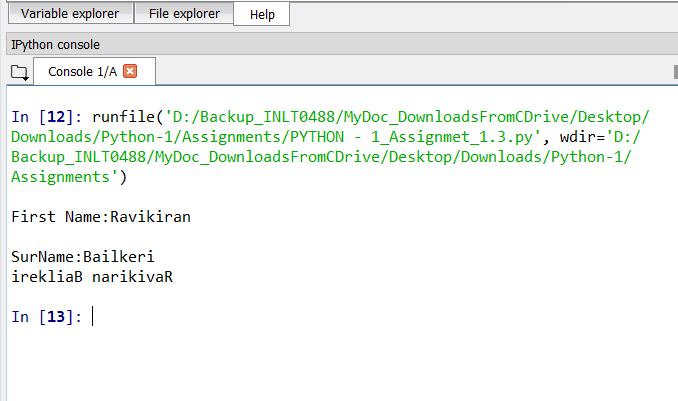 Variable explorer File explorer Help
IPython console
Console 1/A
In [12]: runfile('D:/Backup_INLT0488/MyDoc_DownloadsFromCDrive/Desktop/
Downloads/Python-1/Assignments/PYTHON - 1_Assignmet_1.3.py', wdir='D:/
Backup_INLT0488/MyDoc_DownloadsFromCDrive/Desktop/Downloads/Python-1/
Assignments')
First Name:Ravikiran
SurName:Bailkeri
irekliaB narikivaR
In [13]: